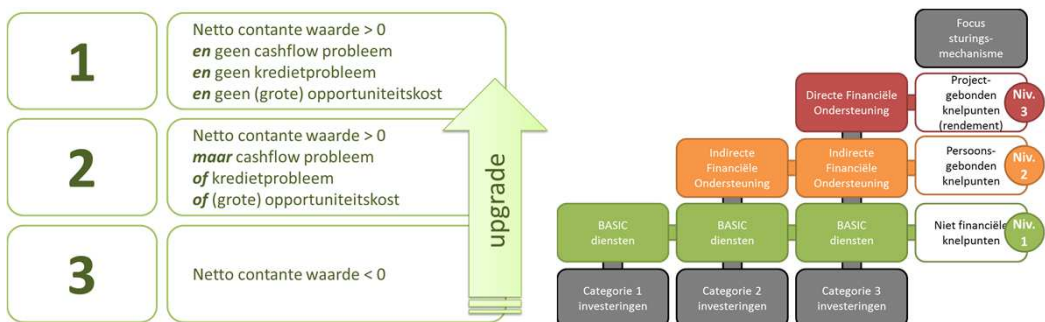 1
Netto contante waarde > 0
en geen cashflow probleem
en geen kredietprobleem
en geen (grote) opportuniteitskost
2
Netto contante waarde > 0
maar cashflow probleem
of kredietprobleem
of (grote) opportuniteitskost
3
Netto contante waarde < 0
upgrade
Focus
sturings-
mechanisme
Directe Financiële
Ondersteuning
Project-
gebonden
knelpunten
(rendement)
Niv.
3
Indirecte
Financiële
Ondersteuning
Indirecte
Financiële
Ondersteuning
Persoons-
gebonden
knelpunten
Niv.
2
BASIC
diensten
BASIC
diensten
BASIC
diensten
Niet financiële
knelpunten
Niv.
1
Categorie 1
investeringen
Categorie 2
investeringen
Categorie 3
investeringen